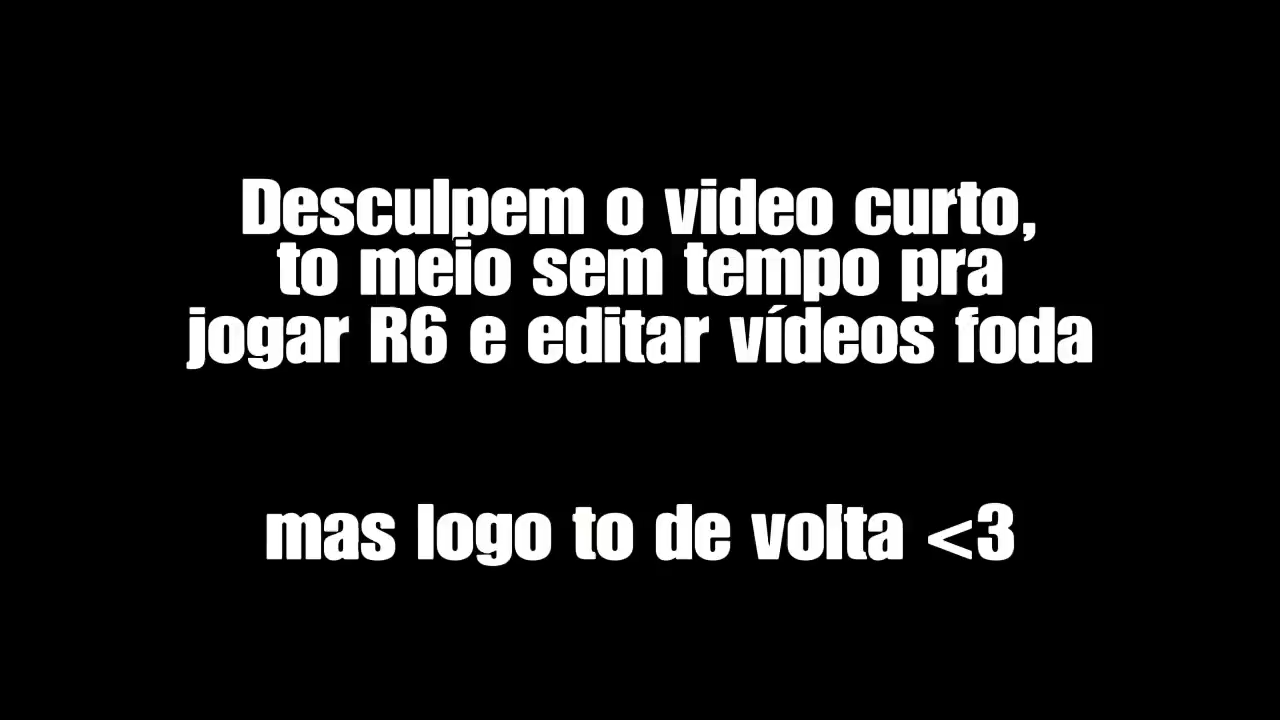 Desculpem o video curto,
to meio sem tempo pra
jogar R6 e editar vídeos foda
mas logo to de volta <3